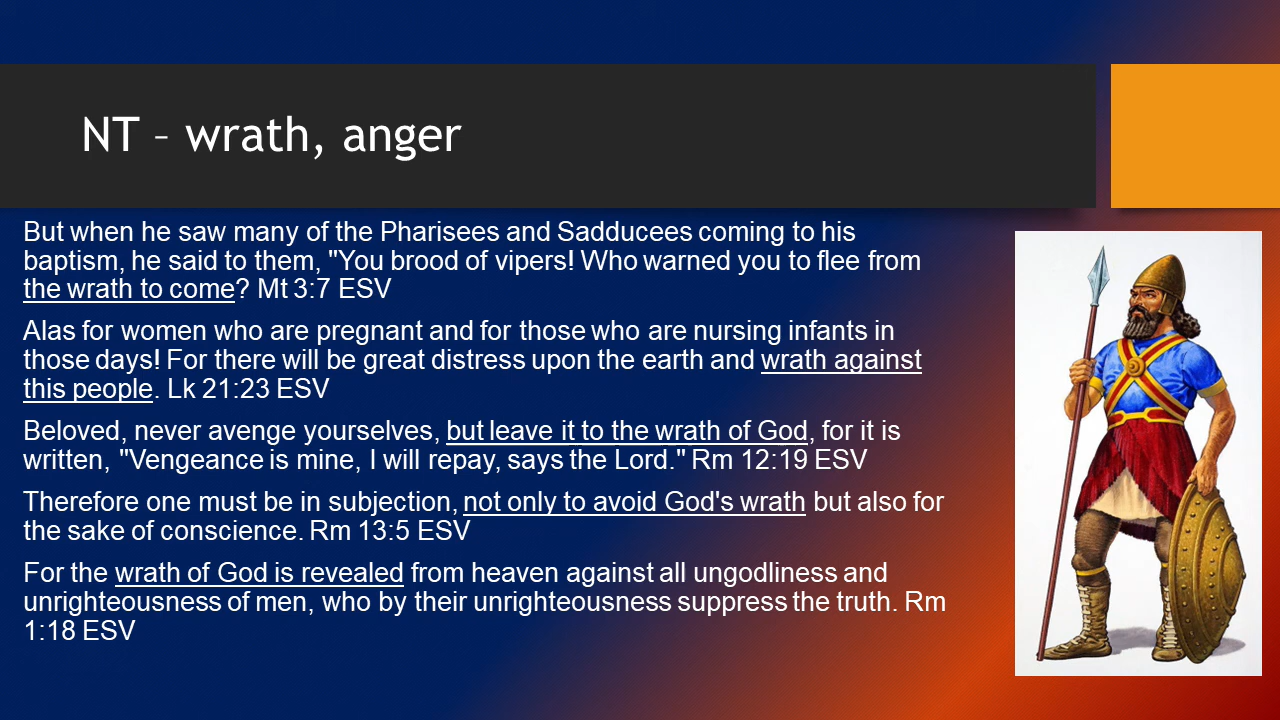 NT – wrath, anger
But when he saw many of the Pharisees and Sadducees coming to his
baptism, he said to them, "You brood of vipers! Who warned you to flee from
the wrath to come? Mt 3:7 ESV
Alas for women who are pregnant and for those who are nursing infants in
those days! For there will be great distress upon the earth and wrath against
this people. Lk 21:23 ESV
Beloved, never avenge yourselves, but leave it to the wrath of God, for it is
written, "Vengeance is mine, I will repay, says the Lord." Rm 12:19 ESV
Therefore one must be in subjection, not only to avoid God's wrath but also for
the sake of conscience. Rm 13:5 ESV
For the wrath of God is revealed from heaven against all ungodliness and
unrighteousness of men, who by their unrighteousness suppress the truth. Rm
1:18 ESV